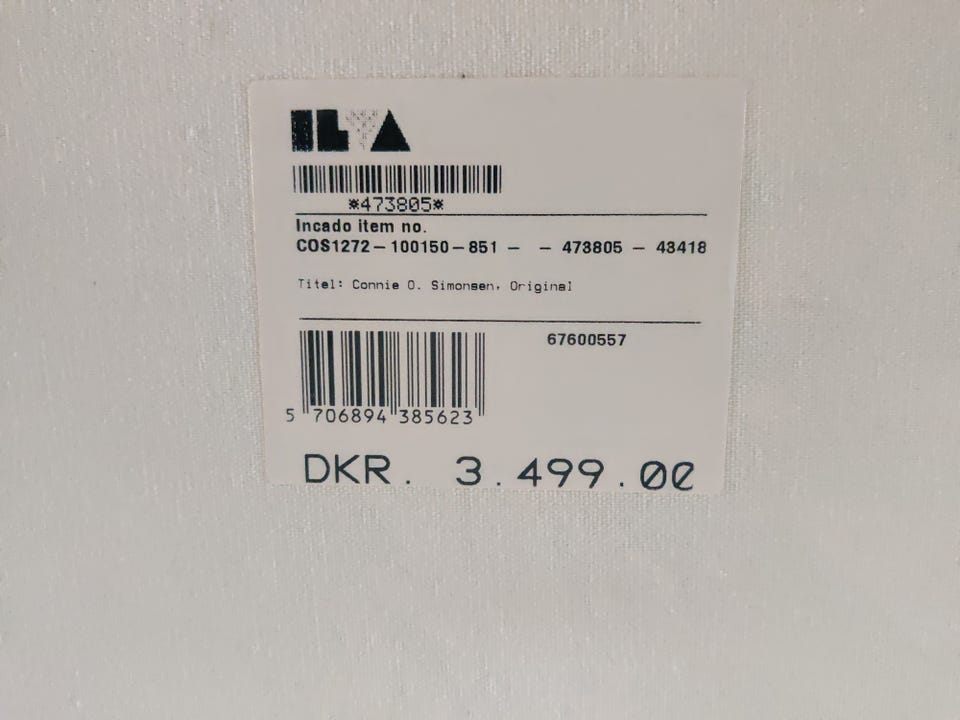 ILVA
*473805*
Incado item no.
COS1272-100150-851 - - 473805 - 43418
Titel: Connie O. Simonsen, Original
67600557
5 706894 385623
DKR. 3.499.00